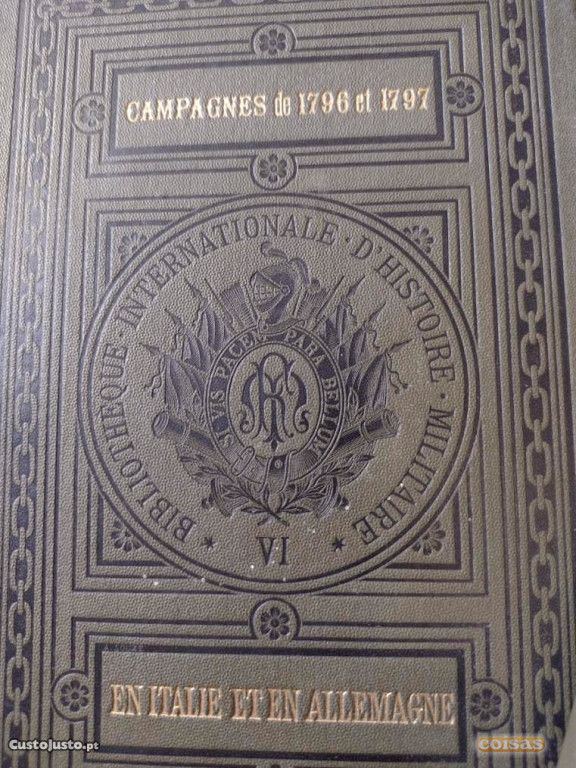 CAMPAGNES de 1796 et 1797
BIBLIOTHEQUE · INTERNATIONALE · D'HISTOIRE · MILITAIRE
SI VIS PACEM PARA BELLUM
VI
EN ITALIE ET EN ALLEMAGNE
CustoJusto.pt
coisas